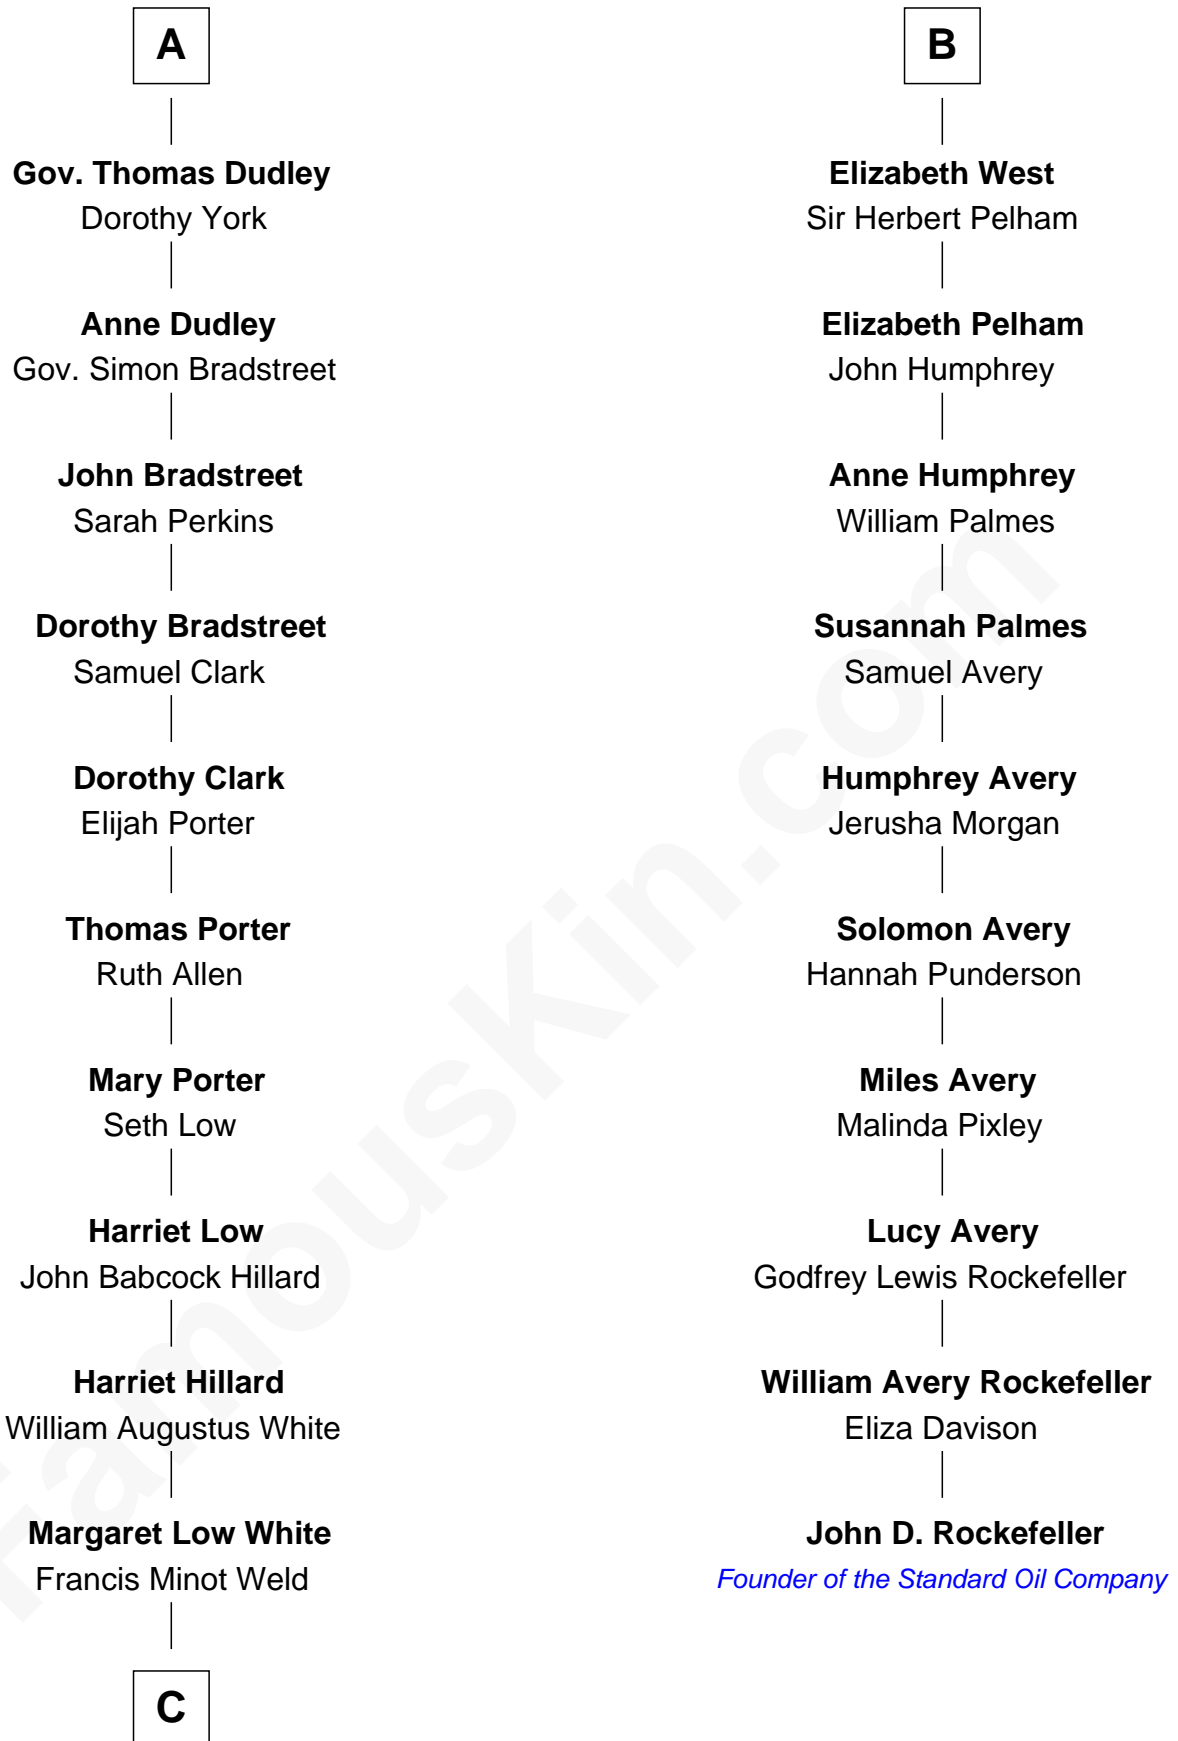 A
Gov. Thomas Dudley
Dorothy York
Anne Dudley
Gov. Simon Bradstreet
John Bradstreet
Sarah Perkins
Dorothy Bradstreet
Samuel Clark
Dorothy Clark
Elijah Porter
Thomas Porter
Ruth Allen
Mary Porter
Seth Low
Harriet Low
John Babcock Hillard
Harriet Hillard
William Augustus White
Margaret Low White
Francis Minot Weld
C
B
Elizabeth West
Sir Herbert Pelham
Elizabeth Pelham
John Humphrey
Anne Humphrey
William Palmes
Susannah Palmes
Samuel Avery
Humphrey Avery
Jerusha Morgan
Solomon Avery
Hannah Punderson
Miles Avery
Malinda Pixley
Lucy Avery
Godfrey Lewis Rockefeller
William Avery Rockefeller
Eliza Davison
John D. Rockefeller
Founder of the Standard Oil Company
FamousKin.com